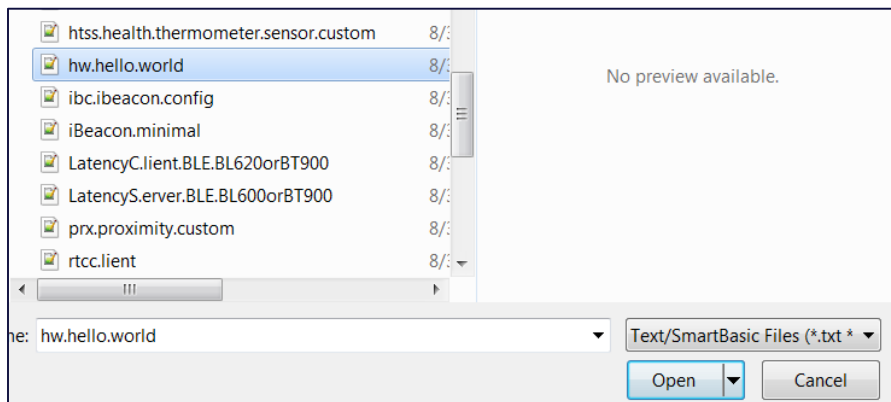 htss.health.thermometer.sensor.custom 8/3
hw.hello.world 8/3
No preview available.
ibc.ibeacon.config 8/3
iBeacon.minimal 8/3
LatencyC.lient.BLE.BL620orBT900 8/3
LatencyS.erver.BLE.BL600orBT900 8/3
prx.proximity.custom 8/3
rtcc.lient 8/3
ne: hw.hello.world Text/SmartBasic Files (*.txt *
Open Cancel